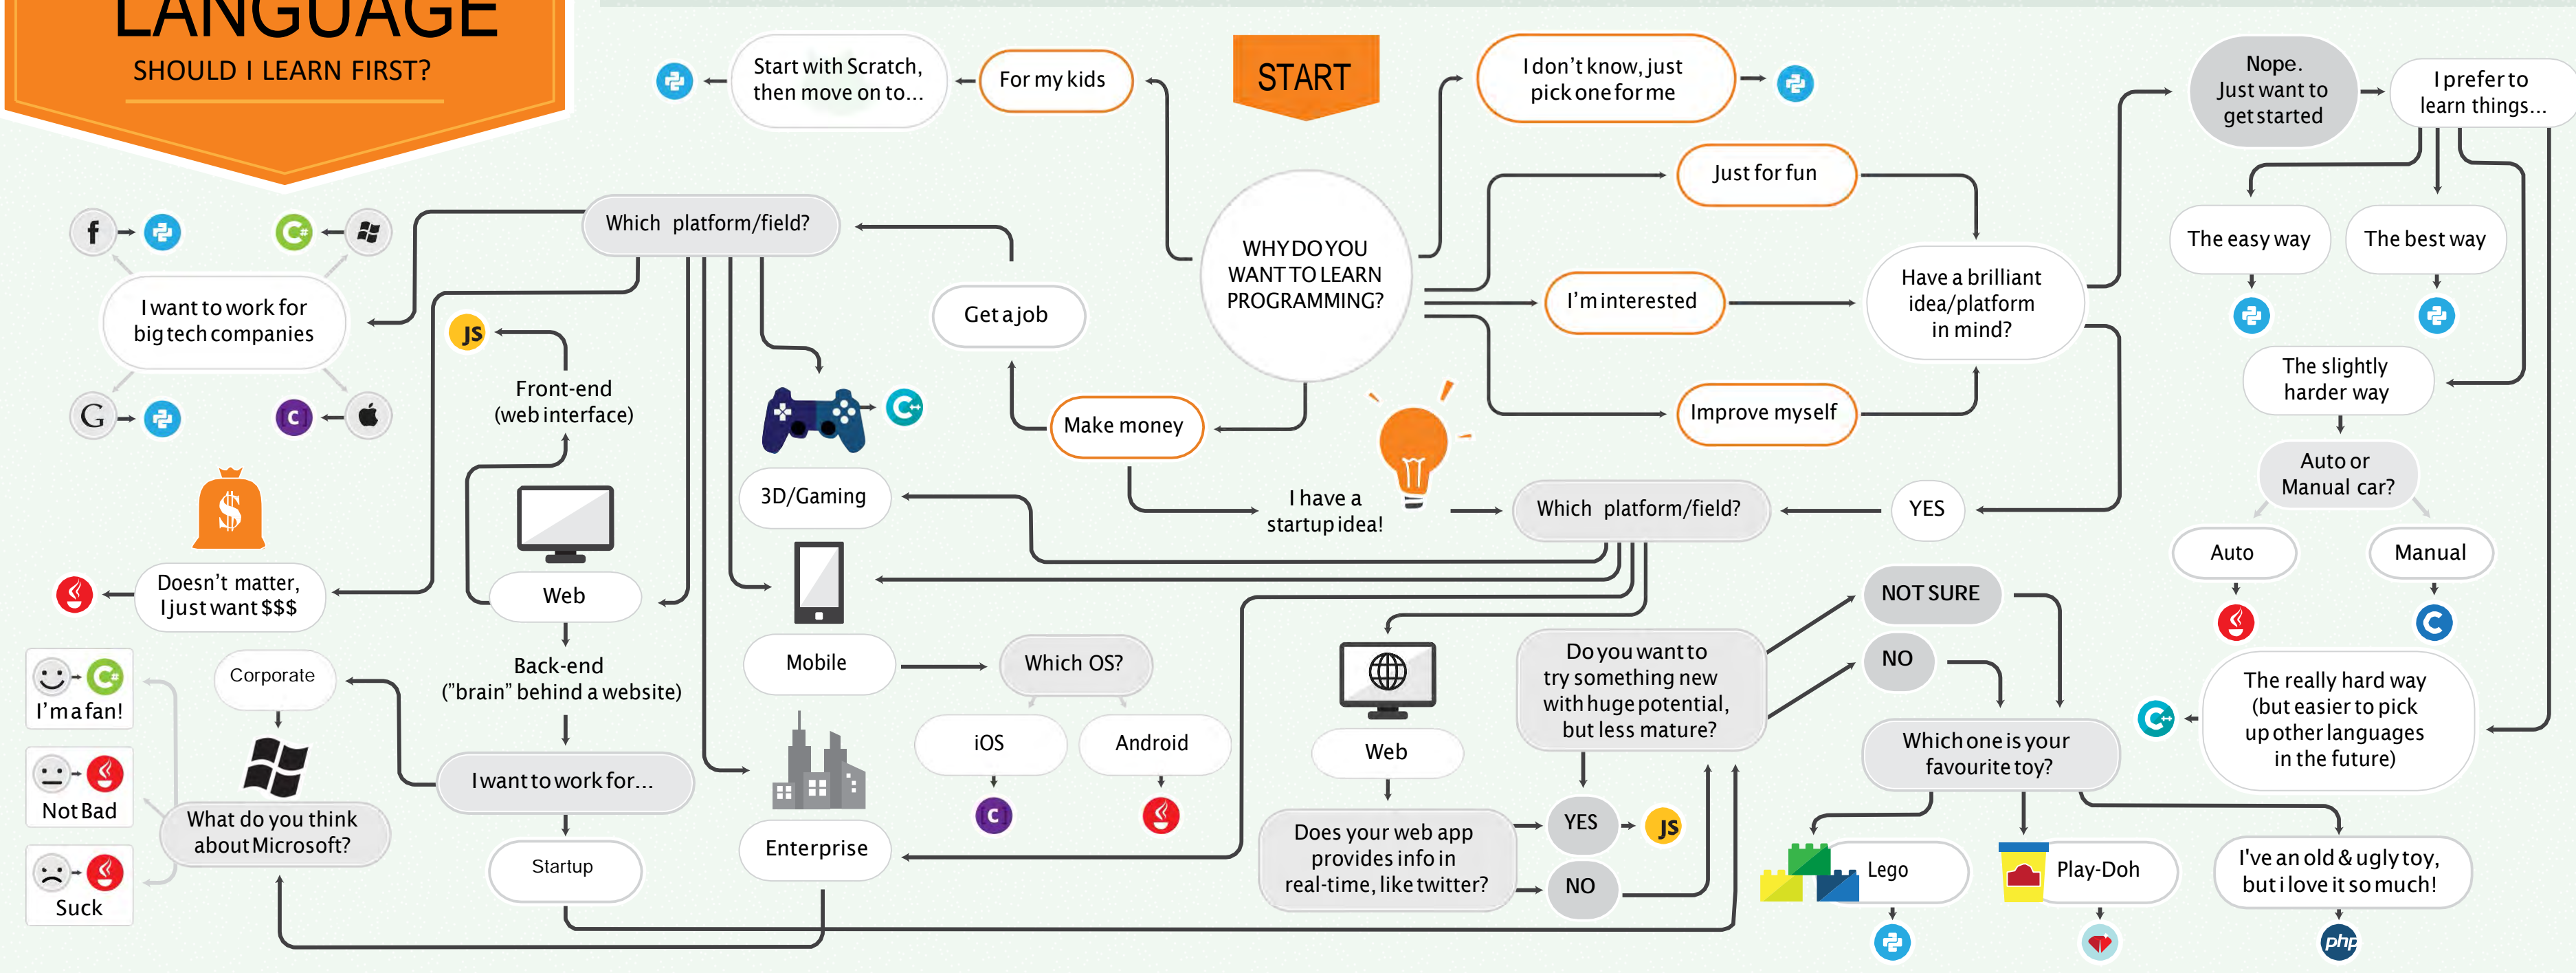 LANGUAGE
SHOULD I LEARN FIRST?
START
Start with Scratch,
then move on to...
For my kids
I don't know, just
pick one for me
Nope.
Just want to
get started
I prefer to
learn things...
Just for fun
Which platform/field?
WHY DO YOU
WANT TO LEARN
PROGRAMMING?
The easy way
The best way
f
C#
I want to work for
big tech companies
Get a job
I'm interested
Have a brilliant
idea/platform
in mind?
JS
Front-end
(web interface)
G
[C]
C++
Make money
Improve myself
The slightly
harder way
Auto or
Manual car?
$
3D/Gaming
I have a
startup idea!
Which platform/field?
YES
Auto
Manual
C
Doesn't matter,
I just want $$$
Web
NOT SURE
NO
Mobile
Which OS?
Do you want to
try something new
with huge potential,
but less mature?
The really hard way
(but easier to pick
up other languages
in the future)
C++
C#
I'm a fan!
Corporate
Back-end
("brain" behind a website)
iOS
Android
[C]
Web
Which one is your
favourite toy?
Not Bad
I want to work for...
What do you think
about Microsoft?
Suck
Startup
Enterprise
Does your web app
provides info in
real-time, like twitter?
YES
JS
NO
Lego
Play-Doh
I've an old & ugly toy,
but i love it so much!
php